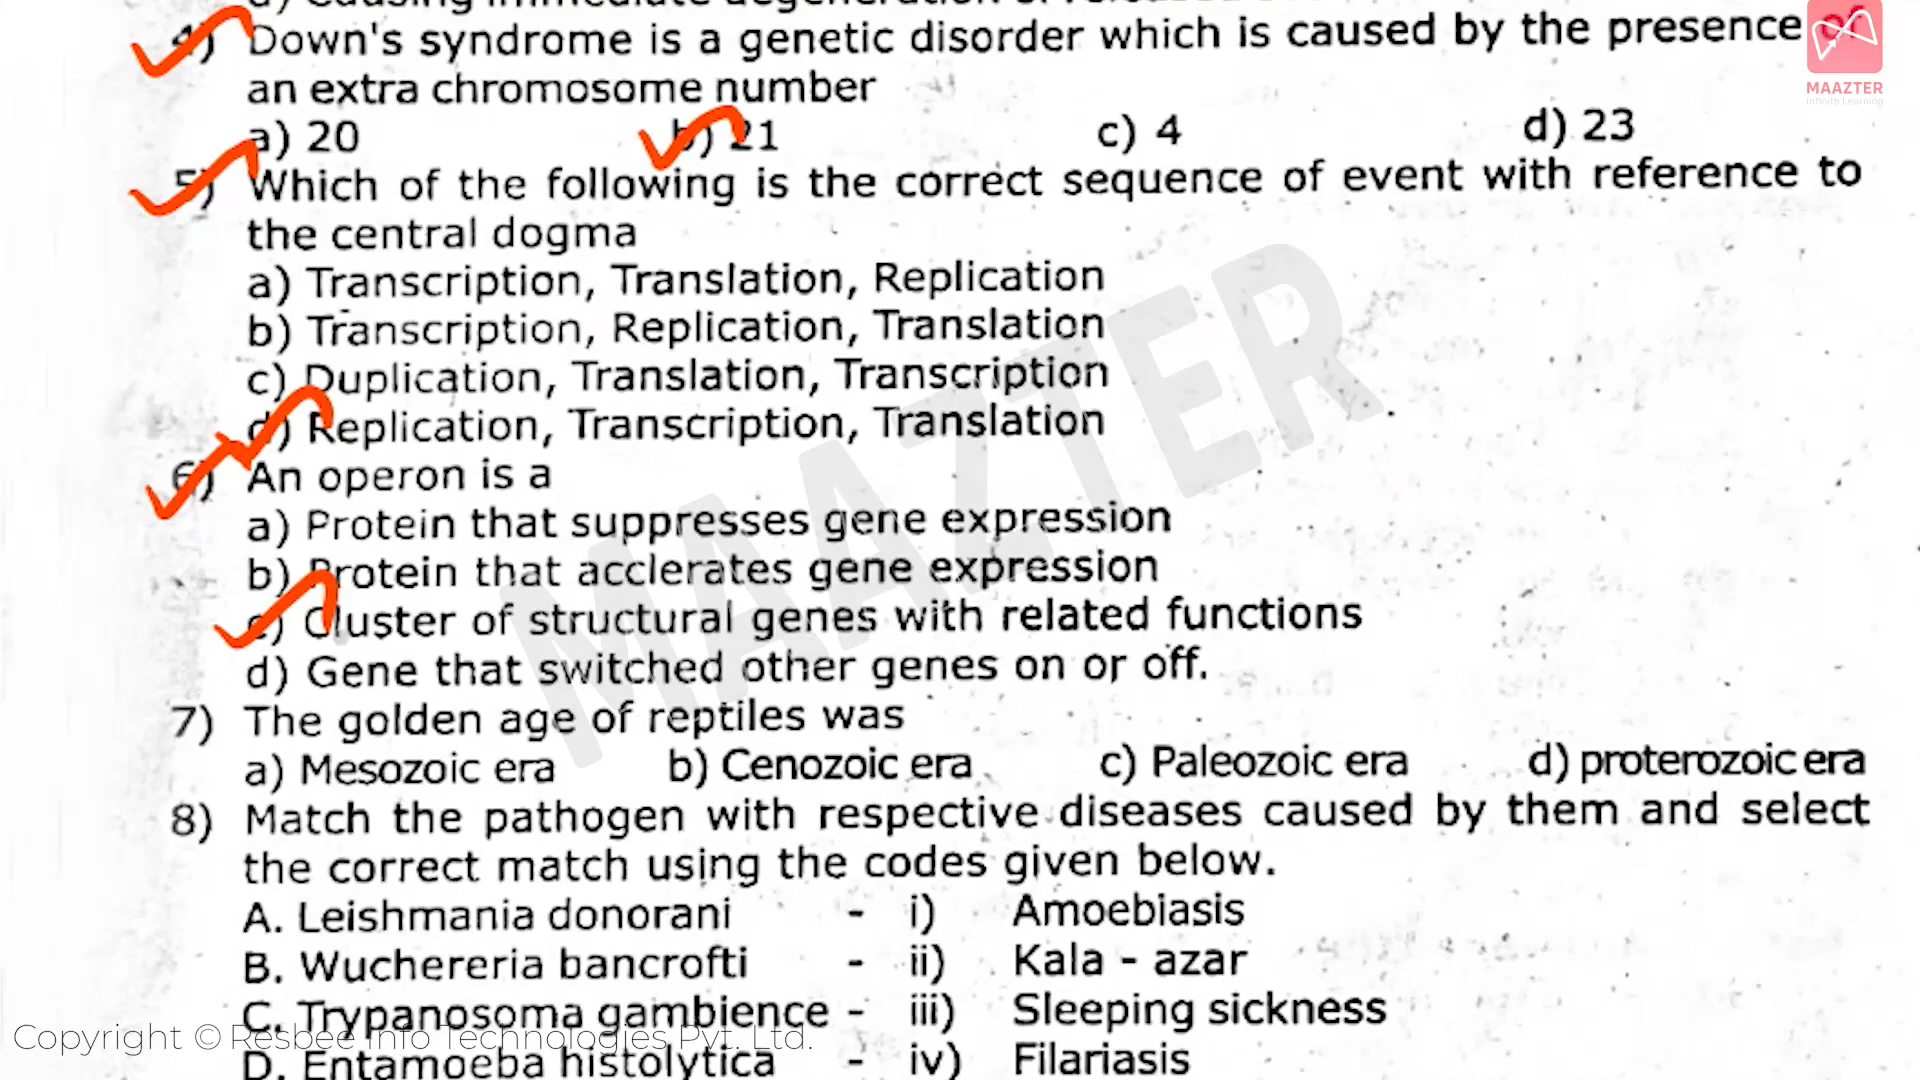 4) Down's syndrome is a genetic disorder which is caused by the presence of
an extra chromosome number
a) 20 b) 21 c) 4 d) 23
5) Which of the following is the correct sequence of event with reference to
the central dogma
a) Transcription, Translation, Replication
b) Transcription, Replication, Translation
c) Duplication, Translation, Transcription
d) Replication, Transcription, Translation
6) An operon is a
a) Protein that suppresses gene expression
b) Protein that acclerates gene expression
c) Cluster of structural genes with related functions
d) Gene that switched other genes on or off.
7) The golden age of reptiles was
a) Mesozoic era b) Cenozoic era c) Paleozoic era d) proterozoic era
8) Match the pathogen with respective diseases caused by them and select
the correct match using the codes given below.
A. Leishmania donorani - i) Amoebiasis
B. Wuchereria bancrofti - ii) Kala - azar
C. Trypanosoma gambience - iii) Sleeping sickness
D. Entamoeba histolytica - iv) Filariasis
MAAZTER
Infinite Learning
MAAZTER
Copyright © Resbee Info Technologies Pvt. Ltd.